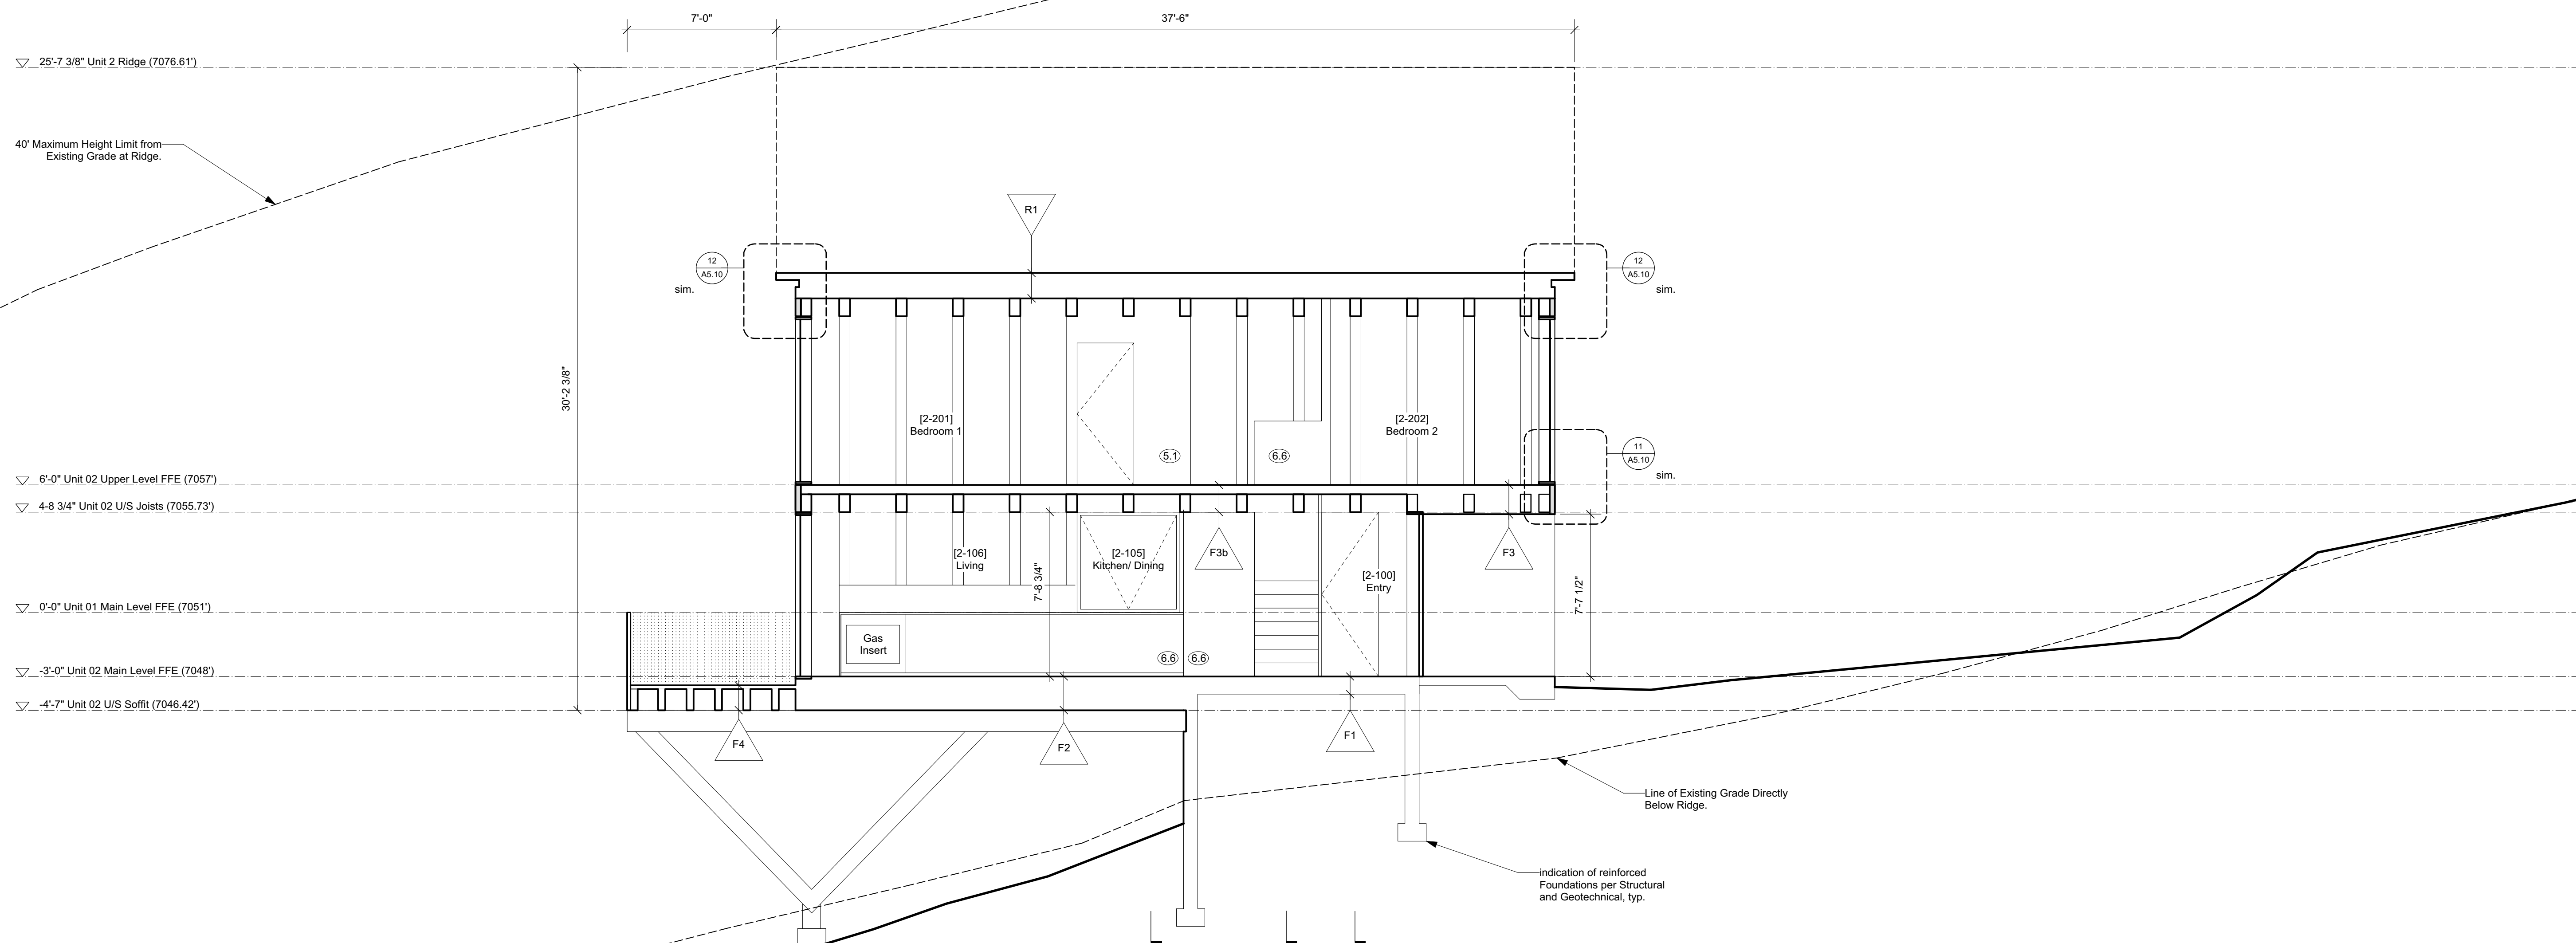 7'-0"
37'-6"
25'-7 3/8" Unit 2 Ridge (7076.61')
40' Maximum Height Limit from
Existing Grade at Ridge.
R1
12
A5.10
sim.
12
A5.10
sim.
30'-2 3/8"
[2-201]
Bedroom 1
[2-202]
Bedroom 2
5.1
6.6
11
A5.10
sim.
6'-0" Unit 02 Upper Level FFE (7057')
4-8 3/4" Unit 02 U/S Joists (7055.73')
[2-106]
Living
[2-105]
Kitchen/ Dining
F3b
F3
7'-8 3/4"
[2-100]
Entry
7'-7 1/2"
0'-0" Unit 01 Main Level FFE (7051')
Gas
Insert
6.6
6.6
-3'-0" Unit 02 Main Level FFE (7048')
-4'-7" Unit 02 U/S Soffit (7046.42')
F4
F2
F1
Line of Existing Grade Directly
Below Ridge.
indication of reinforced
Foundations per Structural
and Geotechnical, typ.